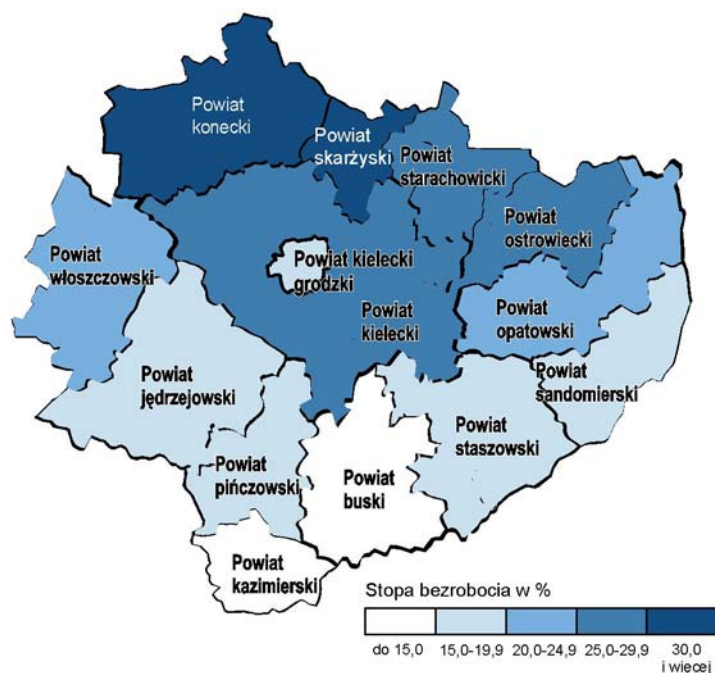 Powiat
konecki
Powiat
skarżyski
Powiat
starachowicki
Powiat
ostrowiecki
Powiat
włoszczowski
Powiat kielecki
grodzki
Powiat
kielecki
Powiat
opatowski
Powiat
jędrzejowski
Powiat
sandomierski
Powiat
staszowski
Powiat
pińczowski
Powiat
buski
Powiat
kazimierski
Stopa bezrobocia w %
do 15,0 15,0-19,9 20,0-24,9 25,0-29,9 30,0
i więcej